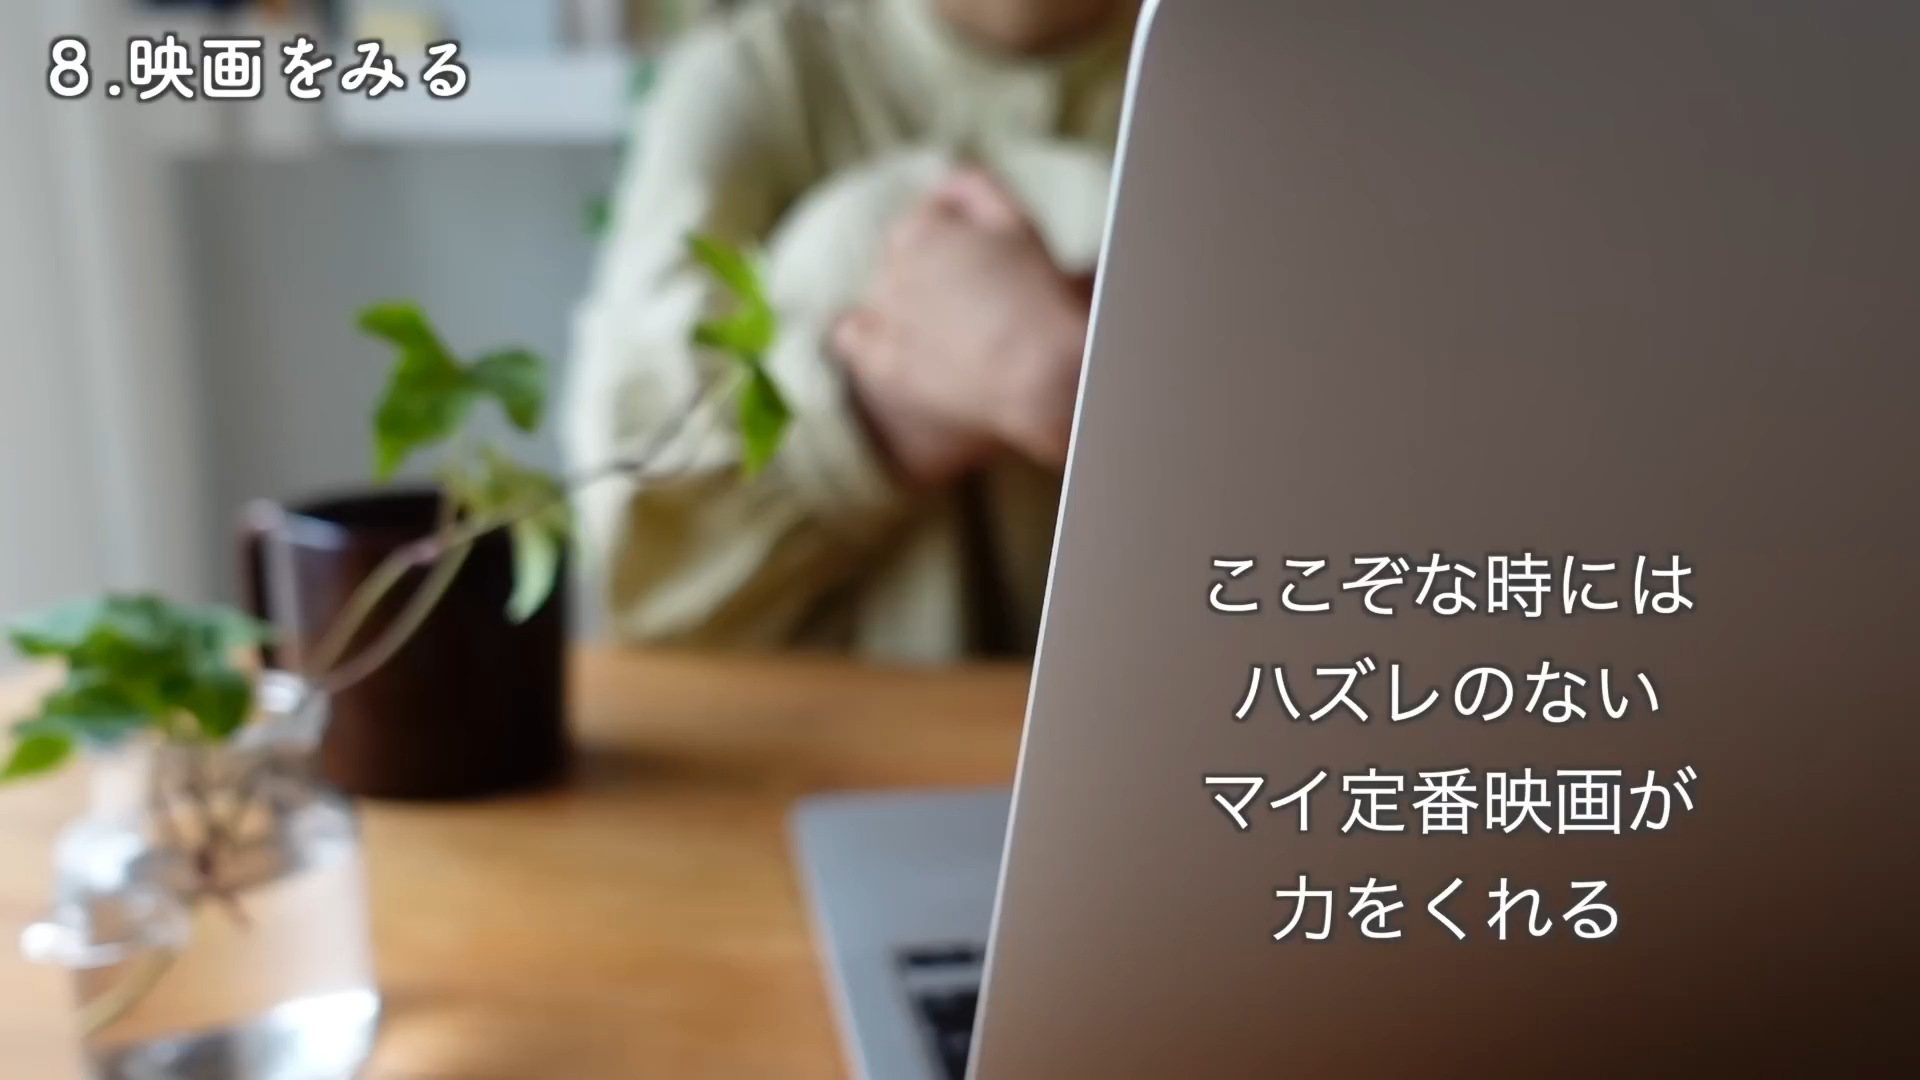 8.映画をみる
ここぞな時には
ハズレのない
マイ定番映画が
力をくれる